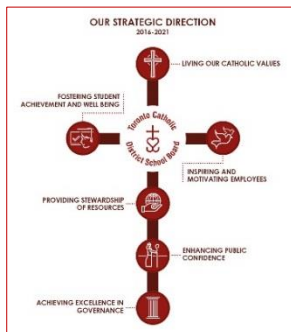 OUR STRATEGIC DIRECTION
2016-2021
LIVING OUR CATHOLIC VALUES
FOSTERING STUDENT
ACHIEVEMENT AND WELL BEING
Toronto Catholic
District School Board
INSPIRING AND
MOTIVATING EMPLOYEES
PROVIDING STEWARDSHIP
OF RESOURCES
ENHANCING PUBLIC
CONFIDENCE
ACHIEVING EXCELLENCE IN
GOVERNANCE